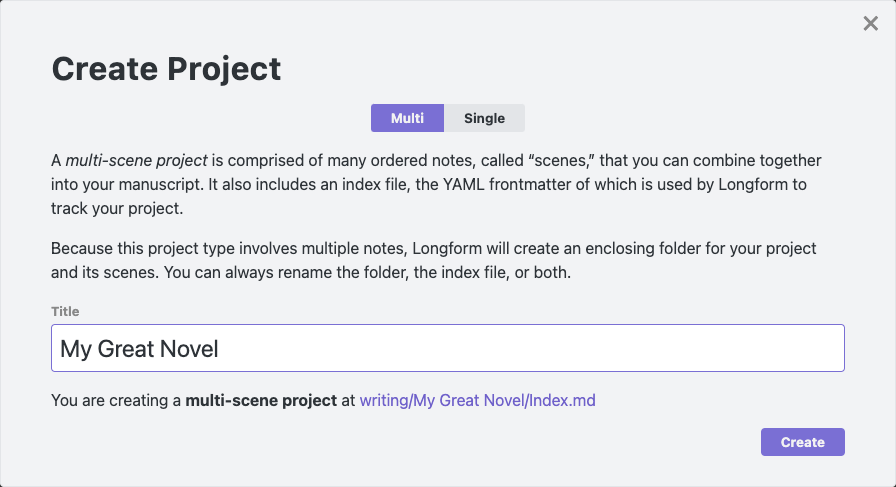 Create Project
Multi Single
A multi-scene project is comprised of many ordered notes, called “scenes,” that you can combine together
into your manuscript. It also includes an index file, the YAML frontmatter of which is used by Longform to
track your project.
Because this project type involves multiple notes, Longform will create an enclosing folder for your project
and its scenes. You can always rename the folder, the index file, or both.
Title
My Great Novel
You are creating a multi-scene project at writing/My Great Novel/Index.md
Create